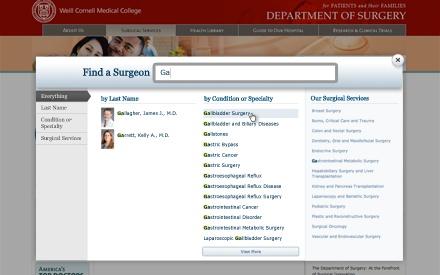 Weill Cornell Medical College
for PATIENTS and their FAMILIES
DEPARTMENT OF SURGERY
ABOUT US
SURGICAL SERVICES
HEALTH LIBRARY
GUIDE TO OUR HOSPITAL
RESEARCH & CLINICAL TRIALS
Find a Surgeon
Ga
Everything
Last Name
Condition or
Specialty
Surgical Services
by Last Name
Gallagher, James J., M.D.
Garrett, Kelly A., M.D.
by Condition or Specialty
Gallbladder Surgery
Gallbladder and Biliary Diseases
Gallstones
Gastric Bypass
Gastric Cancer
Gastric Surgery
Gastroesophageal Reflux
Gastroesophageal Reflux Disease
Gastroesophageal Reflux Surgery
Gastrointestinal Cancer
Gastrointestinal Disorder
Gastrointestinal Metabolic Surgery
Laparoscopic Gallbladder Surgery
View More
Our Surgical Services
Breast Surgery
Burns, Critical Care and Trauma
Colon and Rectal Surgery
Dentistry, Oral and Maxillofacial Surgery
Endocrine Surgery
Gastrointestinal Metabolic Surgery
Hepatobiliary Surgery and Liver
Transplantation
Kidney and Pancreas Transplantation
Laparoscopy and Bariatric Surgery
Pediatric Surgery
Plastic and Reconstructive Surgery
Surgical Oncology
Vascular and Endovascular Surgery
AMERICA'S
TOP DOCTORS
The Department of Surgery: At the Forefront
of Surgical Innovation